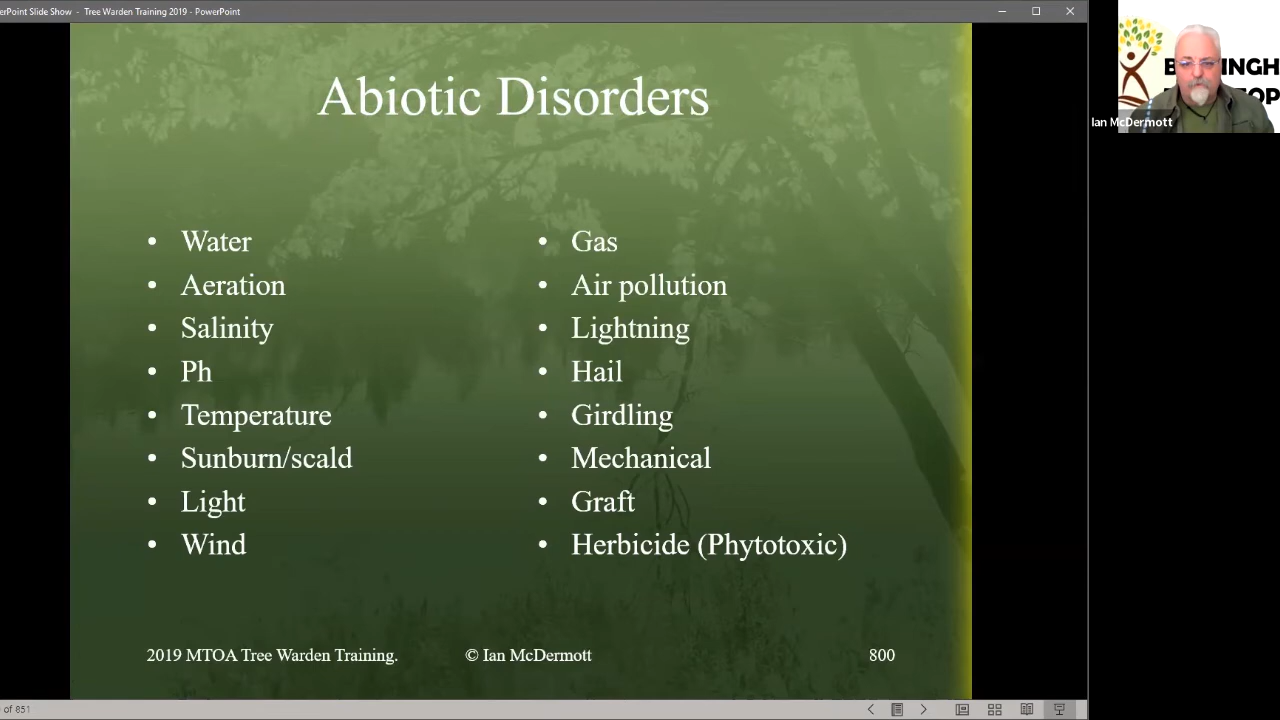 PointPoint Slide Show - Tree Warden Training 2019 - PowerPoint
Abiotic Disorders
• Water
• Aeration
• Salinity
• Ph
• Temperature
• Sunburn/scald
• Light
• Wind
• Gas
• Air pollution
• Lightning
• Hail
• Girdling
• Mechanical
• Graft
• Herbicide (Phytotoxic)
2019 MTOA Tree Warden Training.
© Ian McDermott
800
of 851
Ian McDermott